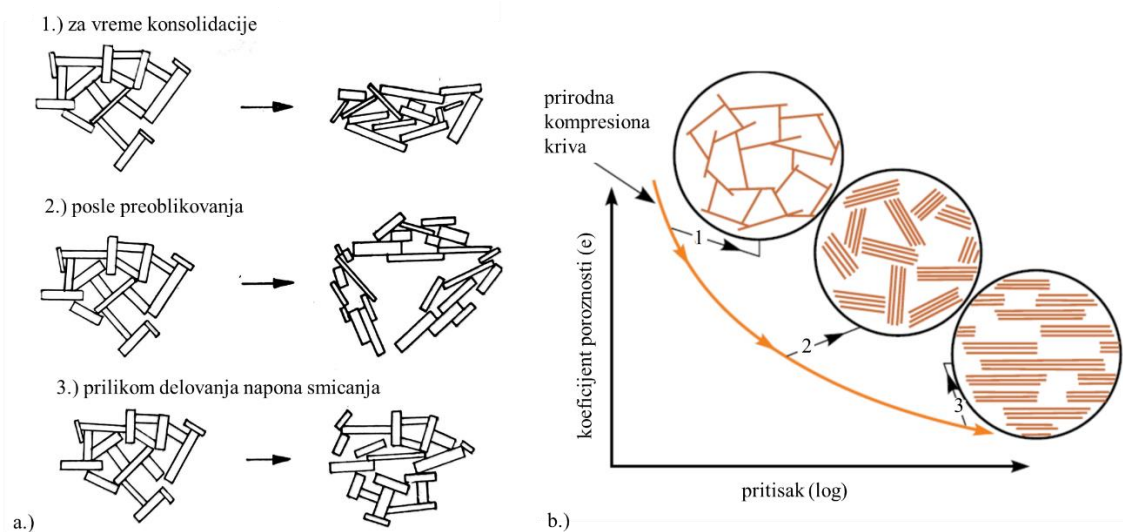 1.) za vreme konsolidacije
2.) posle preoblikovanja
3.) prilikom delovanja napona smicanja
a.)
prirodna
kompresiona
kriva
koeficijent poroznosti (e)
1
2
3
pritisak (log)
b.)